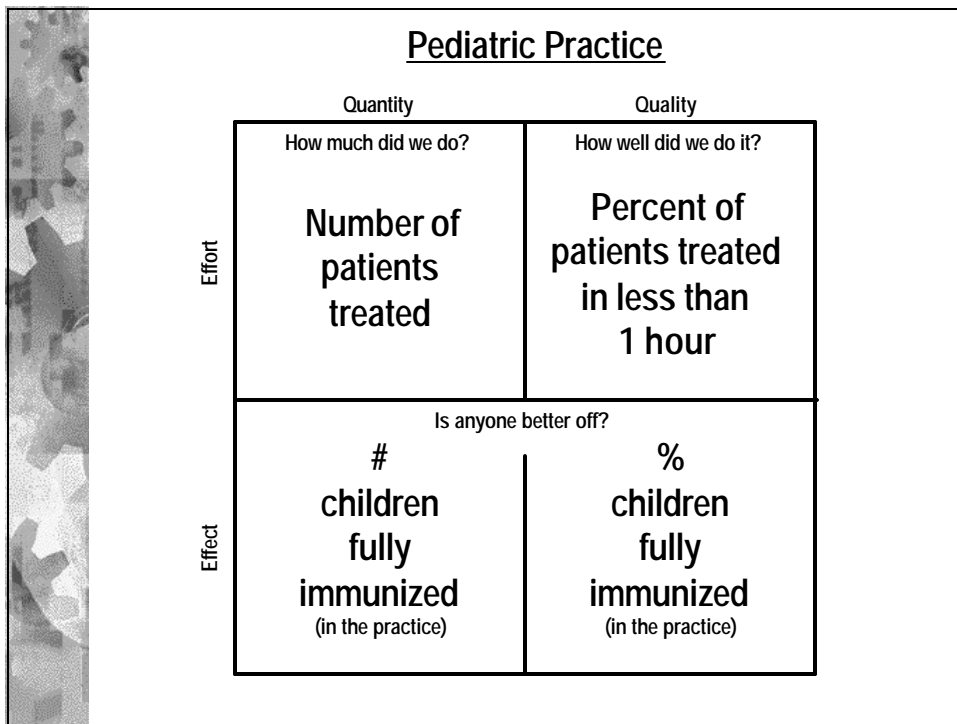 Pediatric Practice
Quantity
Quality
How much did we do?
How well did we do it?
Effort
Number of
patients
treated
Percent of
patients treated
in less than
1 hour
Is anyone better off?
Effect
#
children
fully
immunized
(in the practice)
%
children
fully
immunized
(in the practice)